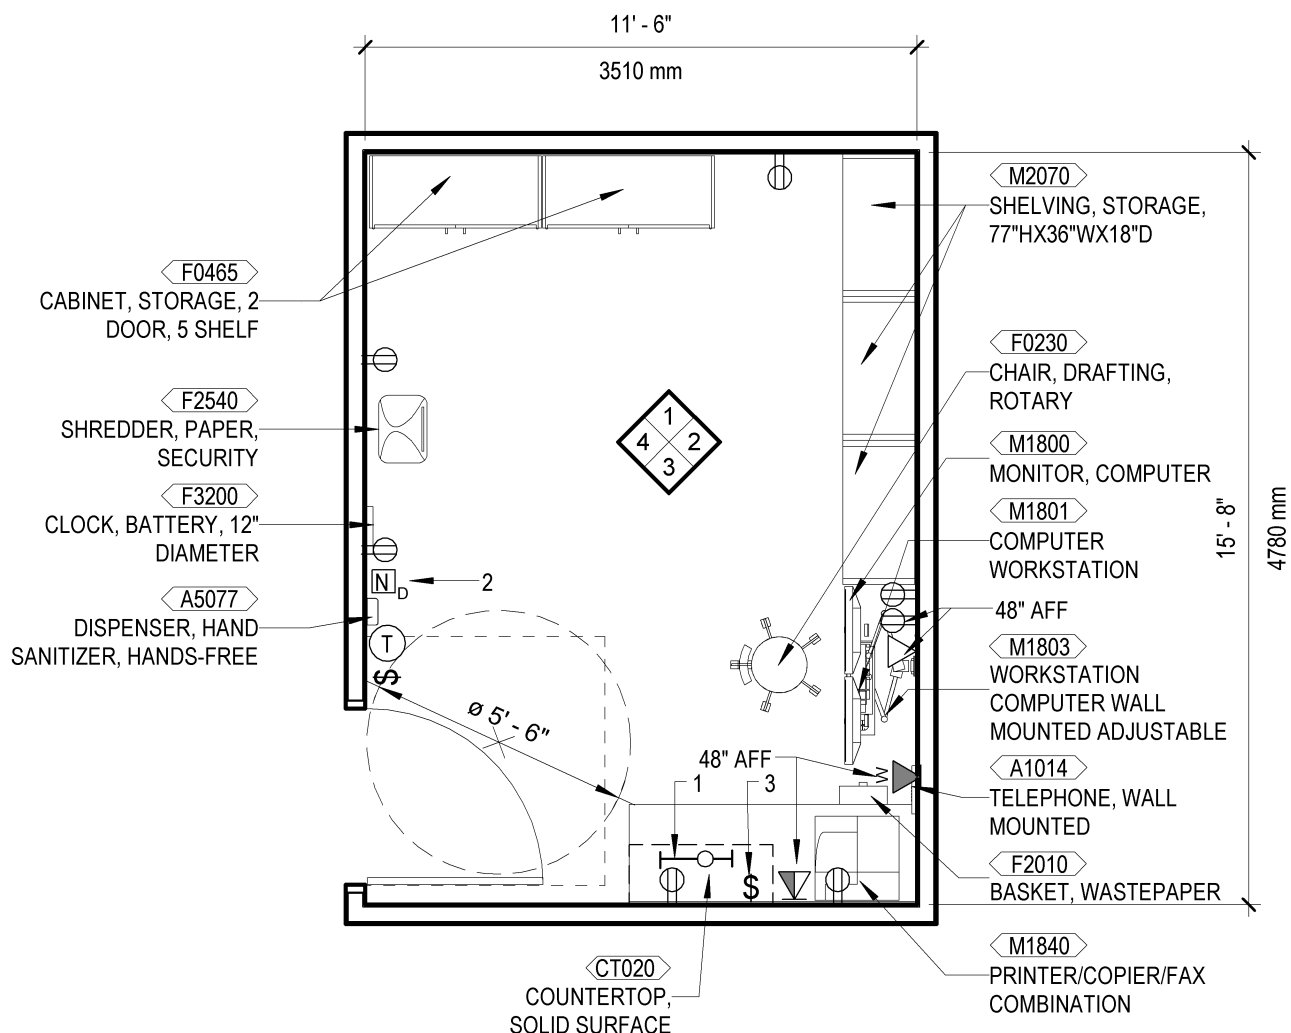 11' - 6"
3510 mm
M2070
SHELVING, STORAGE,
77"HX36"WX18"D
F0465
CABINET, STORAGE, 2
DOOR, 5 SHELF
F0230
CHAIR, DRAFTING,
ROTARY
F2540
SHREDDER, PAPER,
SECURITY
1
4
2
3
M1800
MONITOR, COMPUTER
F3200
CLOCK, BATTERY, 12"
DIAMETER
M1801
COMPUTER
WORKSTATION
15' - 8"
4780 mm
N
D
2
A5077
DISPENSER, HAND
SANITIZER, HANDS-FREE
48" AFF
T
$
M1803
WORKSTATION
COMPUTER WALL
MOUNTED ADJUSTABLE
ø 5' - 6"
48" AFF
W
1
3
A1014
TELEPHONE, WALL
MOUNTED
F2010
BASKET, WASTEPAPER
$
M1840
PRINTER/COPIER/FAX
COMBINATION
CT020
COUNTERTOP,
SOLID SURFACE